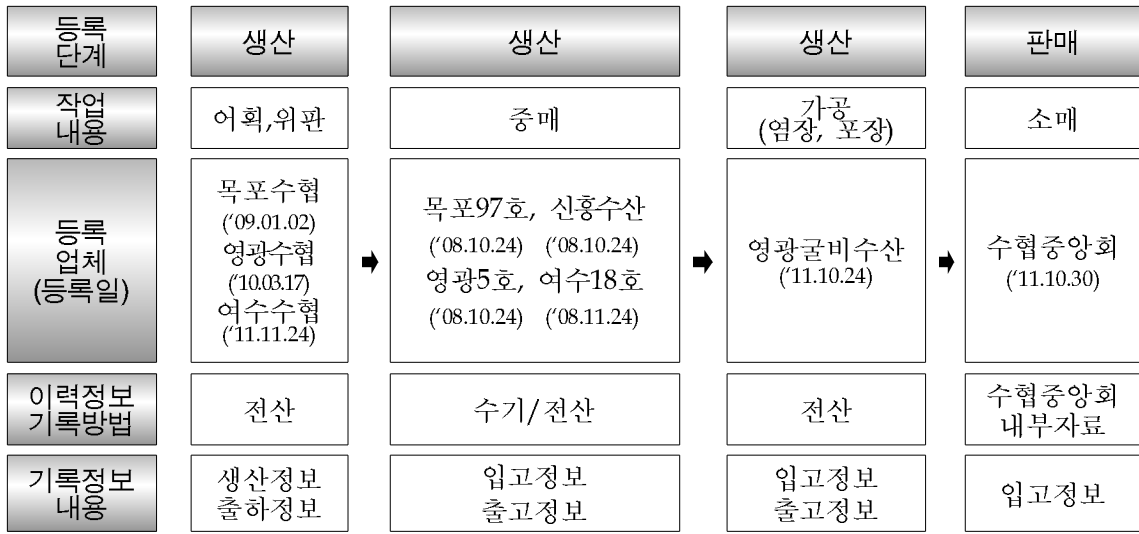 등록
단계
생산
생산
생산
판매
작업
내용
어획,위판
중매
가공
(염장, 포장)
소매
등록
업체
(등록일)
목포수협
('09.01.02)
영광수협
('10.03.17)
여수수협
('11.11.24)
목포97호, 신흥수산
('08.10.24) ('08.10.24)
영광5호, 여수18호
('08.10.24) ('08.11.24)
영광굴비수산
('11.10.24)
수협중앙회
('11.10.30)
이력정보
기록방법
전산
수기/전산
전산
수협중앙회
내부자료
기록정보
내용
생산정보
출하정보
입고정보
출고정보
입고정보
출고정보
입고정보